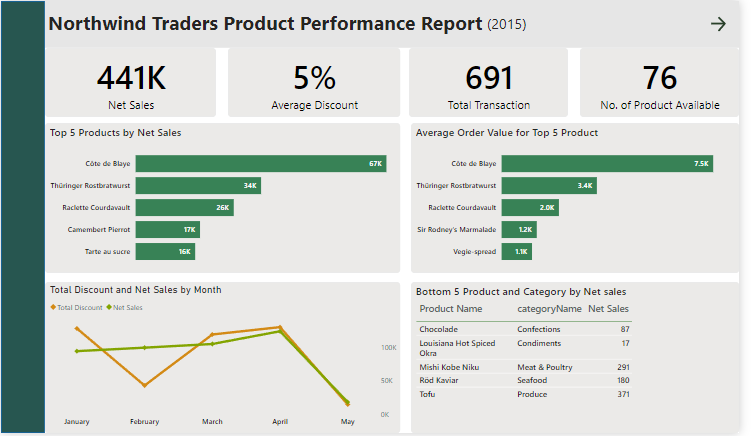 Northwind Traders Product Performance Report (2015)
441K
Net Sales
5%
Average Discount
691
Total Transaction
76
No. of Product Available
Top 5 Products by Net Sales
Côte de Blaye 67K
Thüringer Rostbratwurst 34K
Raclette Courdavault 26K
Camembert Pierrot 17K
Tarte au sucre 16K
Average Order Value for Top 5 Product
Côte de Blaye 7.5K
Thüringer Rostbratwurst 3.4K
Raclette Courdavault 2.0K
Sir Rodney's Marmalade 1.2K
Vegie-spread 1.1K
Total Discount and Net Sales by Month
Total Discount Net Sales
100K
50K
0K
January February March April May
Bottom 5 Product and Category by Net sales
Product Name categoryName Net Sales
Chocolade Confections 87
Louisiana Hot Spiced Condiments 17
Okra
Mishi Kobe Niku Meat & Poultry 291
Röd Kaviar Seafood 180
Tofu Produce 371